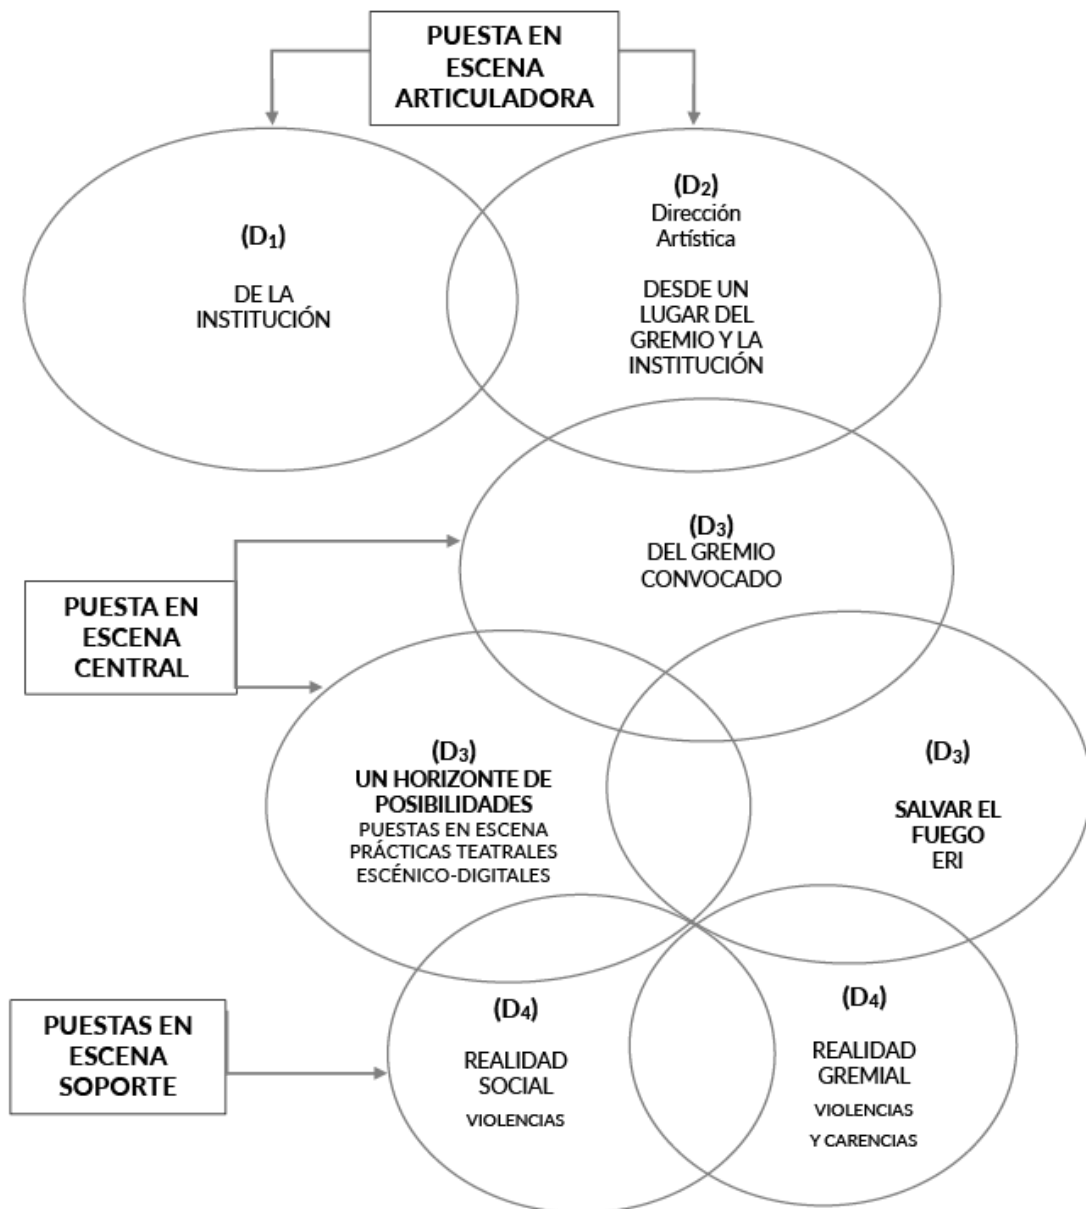 PUESTA EN
ESCENA
ARTICULADORA
(D₁)
DE LA
INSTITUCIÓN
(D₂)
Dirección
Artística
DESDE UN
LUGAR DEL
GREMIO Y LA
INSTITUCIÓN
(D₃)
DEL GREMIO
CONVOCADO
PUESTA EN
ESCENA
CENTRAL
(D₃)
UN HORIZONTE DE
POSIBILIDADES
PUESTAS EN ESCENA
PRÁCTICAS TEATRALES
ESCÉNICO-DIGITALES
(D₃)
SALVAR EL
FUEGO
ERI
PUESTAS EN
ESCENA
SOPORTE
(D₄)
REALIDAD
SOCIAL
VIOLENCIAS
(D₄)
REALIDAD
GREMIAL
VIOLENCIAS
Y CARENCIAS